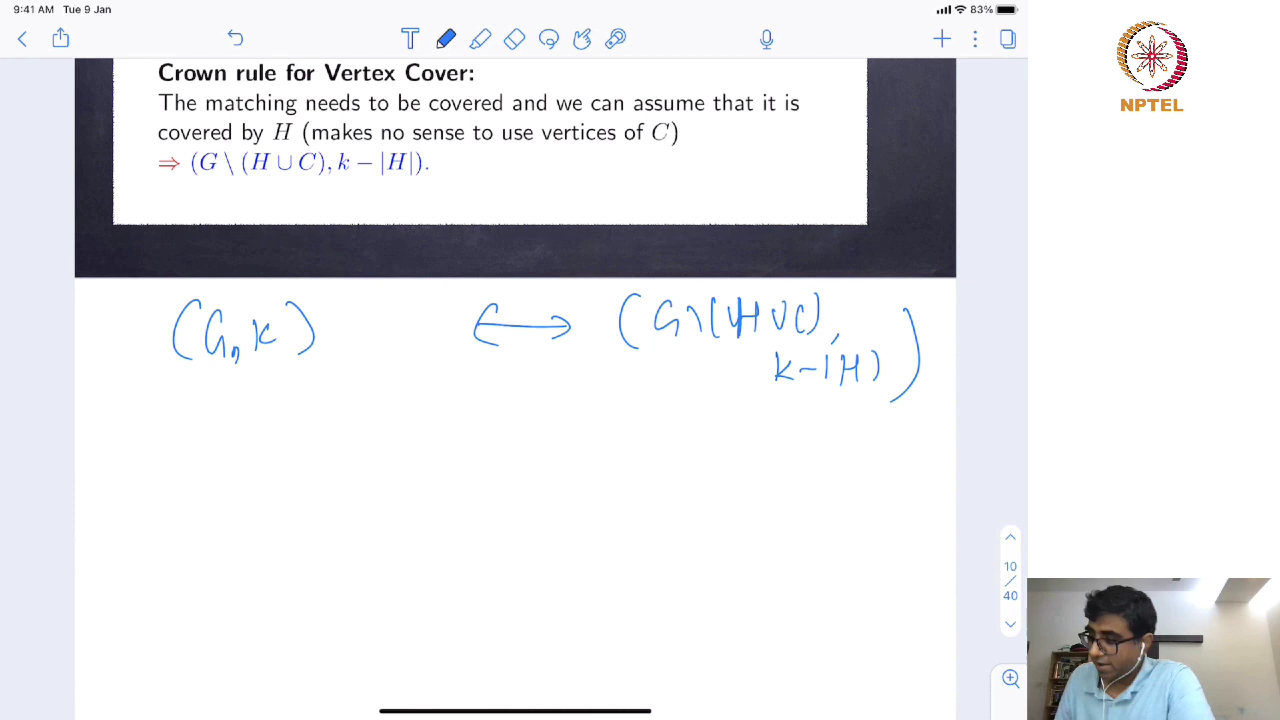 9:41 AM Tue 9 Jan
83%
NPTEL
Crown rule for Vertex Cover:
The matching needs to be covered and we can assume that it is
covered by H (makes no sense to use vertices of C)
⇒ (G \ (H ∪ C), k − |H|).
(G, k) ↔ (G \ (H ∪ C),
k − |H|)
10
/
40